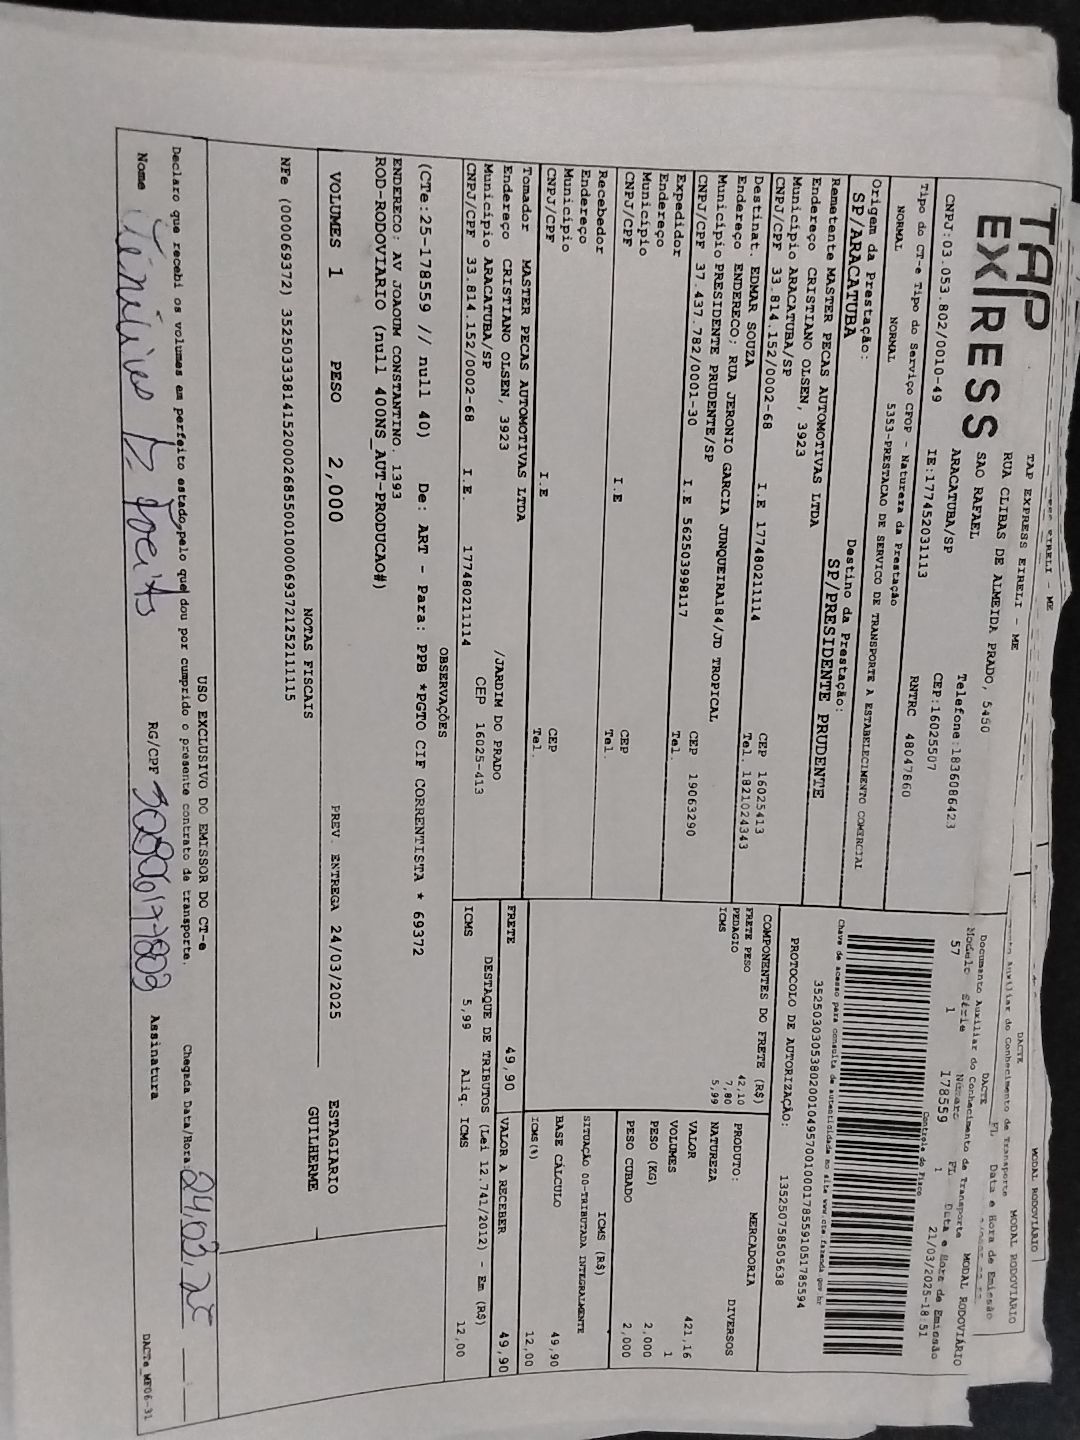 TAP
EXPRESS
TAP EXPRESS EIRELI - ME
RUA CLIBAS DE ALMEIDA PRADO, 5450
SAO RAFAEL
ARACATUBA/SP
Telefone:1836086423
CNPJ:03.053.802/0010-49 IE:177452031113 CEP:16025507
RNTRC 48047860
Tipo do CT-e Tipo do Serviço CFOP - Natureza da Prestação
NORMAL NORMAL 5353-PRESTACAO DE SERVICO DE TRANSPORTE A ESTABELECIMENTO COMERCIAL
Origem da Prestação: Destino da Prestação:
SP/ARACATUBA SP/PRESIDENTE PRUDENTE
Remetente MASTER PECAS AUTOMOTIVAS LTDA
Endereço CRISTIANO OLSEN, 3923
Município ARACATUBA/SP CEP 16025413
CNPJ/CPF 33.814.152/0002-68 I.E 177480211114 Tel. 1821024343
Destinat. EDMAR SOUZA
Endereço ENDERECO; RUA JERONIO GARCIA JUNQUEIRA184/JD TROPICAL
Município PRESIDENTE PRUDENTE/SP CEP 19063290
CNPJ/CPF 37.437.782/0001-30 I.E 562503998117 Tel.
Expedidor
Endereço
Município CEP
CNPJ/CPF I.E Tel.
Recebedor
Endereço
Município CEP
CNPJ/CPF I.E Tel.
Tomador MASTER PECAS AUTOMOTIVAS LTDA
Endereço CRISTIANO OLSEN, 3923 /JARDIM DO PRADO
Município ARACATUBA/SP CEP 16025-413
CNPJ/CPF 33.814.152/0002-68 I.E. 177480211114
MODAL RODOVIÁRIO
DACTE
Documento Auxiliar do Conhecimento de Transporte MODAL RODOVIÁRIO
Modelo Série Número FL Data e Hora de Emissão
57 1 178559 1 21/03/2025-18:51
Controle do Fisco
Chave de acesso para consulta de autenticidade no site www.cte.fazenda.gov.br
35250303053802001049570010001785591051785594
PROTOCOLO DE AUTORIZAÇÃO: 135250758505638
COMPONENTES DO FRETE (R$)
FRETE PESO 42,10
PEDAGIO 7,80
ICMS 5,99
PRODUTO: MERCADORIA
NATUREZA DIVERSOS
VALOR 421,16
VOLUMES 1
PESO (KG) 2,000
PESO CUBADO 2,000
ICMS (R$)
SITUAÇÃO 00-TRIBUTADA INTEGRALMENTE
BASE CÁLCULO 49,90
ICMS(%) 12,00
FRETE 49,90 VALOR A RECEBER 49,90
DESTAQUE DE TRIBUTOS (Lei 12.741/2012) - Em (R$)
ICMS 5,99 Aliq. ICMS 12,00
OBSERVAÇÕES
(CTe:25-178559 // null 40) : De: ART - Para: PPB *PGTO CIF CORRENTISTA * 69372
ENDERECO: AV JOAOUM CONSTANTINO. 1393
ROD-RODOVIARIO (null 400NS_AUT-PRODUCAO#)
VOLUMES 1 PESO 2,000 PREV. ENTREGA 24/03/2025 ESTAGIARIO
GUILHERME
NOTAS FISCAIS
NFe (000069372) 35250333814152000268550010000693721252111115
USO EXCLUSIVO DO EMISSOR DO CT-e
Declaro que recebi os volumes em perfeito estado,pelo que dou por cumprido o presente contrato de transporte. Chegada Data/Hora: 24.03.25
Nome RG/CPF Assinatura
DACTe_MF06-31